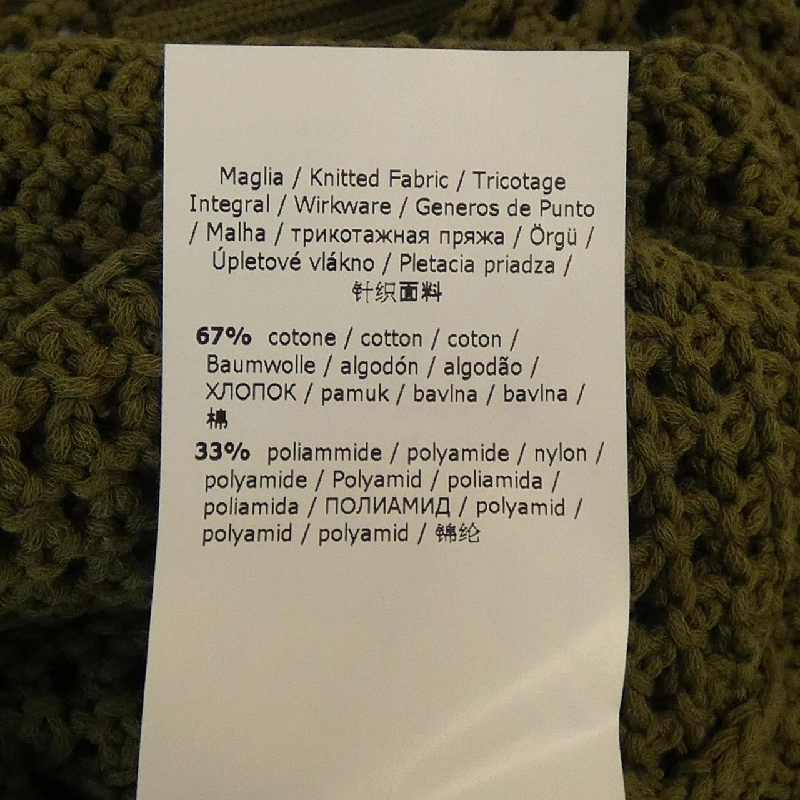 Maglia / Knitted Fabric / Tricotage
Integral / Wirkware / Generos de Punto
/ Malha / трикотажная пряжа / Örgü /
Úpletové vlákno / Pletacia priadza /
针织面料
67% cotone / cotton / coton /
Baumwolle / algodón / algodão /
ХЛОПОК / pamuk / bavlna / bavlna /
棉
33% poliammide / polyamide / nylon /
polyamide / Polyamid / poliamida /
poliamida / ПОЛИАМИД / polyamid /
polyamid / polyamid / 锦纶